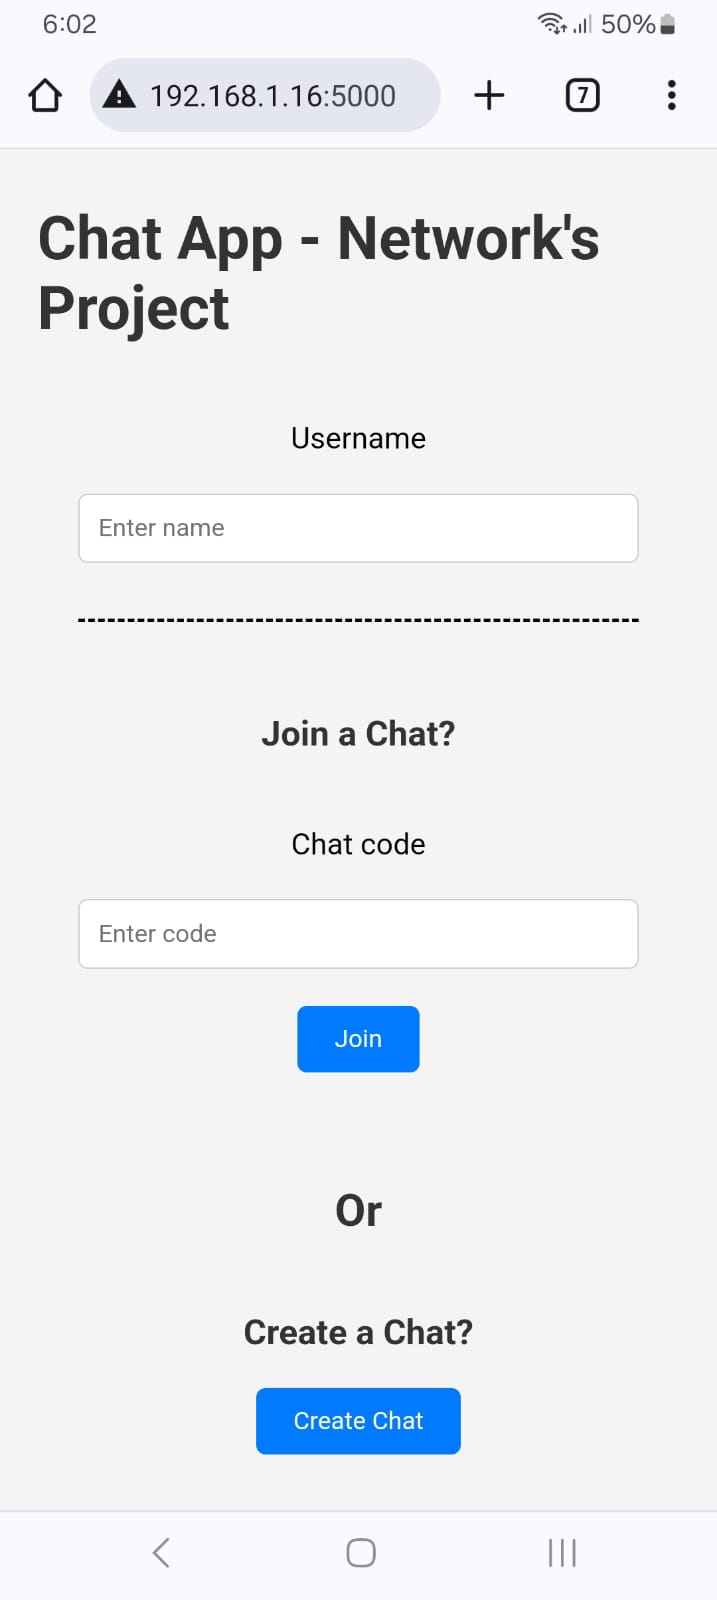 6:02
50%
192.168.1.16:5000
7
Chat App - Network's
Project
Username
Enter name
---------------------------------------------------------
Join a Chat?
Chat code
Enter code
Join
Or
Create a Chat?
Create Chat